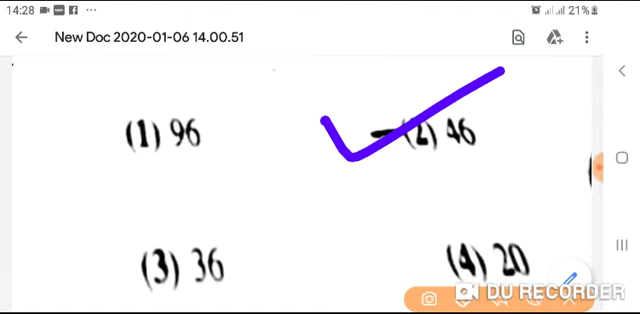 14:28 21%
New Doc 2020-01-06 14.00.51
(1) 96 (2) 46
(3) 36 (4) 20
DU RECORDER